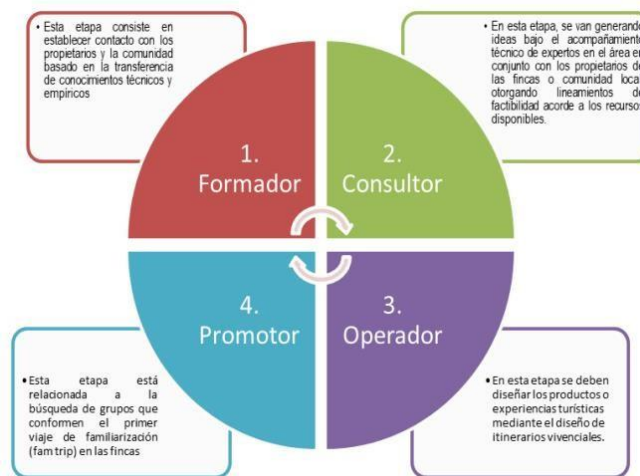 • Esta etapa consiste en
establecer contacto con los
propietarios y la comunidad
basado en la transferencia
de conocimientos técnicos y
empíricos
• En esta etapa, se van generando
ideas bajo el acompañamiento
técnico de expertos en el área en
conjunto con los propietarios de
las fincas o comunidad local
otorgando lineamientos de
factibilidad acorde a los recursos
disponibles.
1.
Formador
2.
Consultor
4.
Promotor
3.
Operador
• Esta etapa está
relacionada a la
búsqueda de grupos que
conformen el primer
viaje de familiarización
(fam trip) en las fincas
• En esta etapa se deben
diseñar los productos o
experiencias turísticas
mediante el diseño de
itinerarios vivenciales.